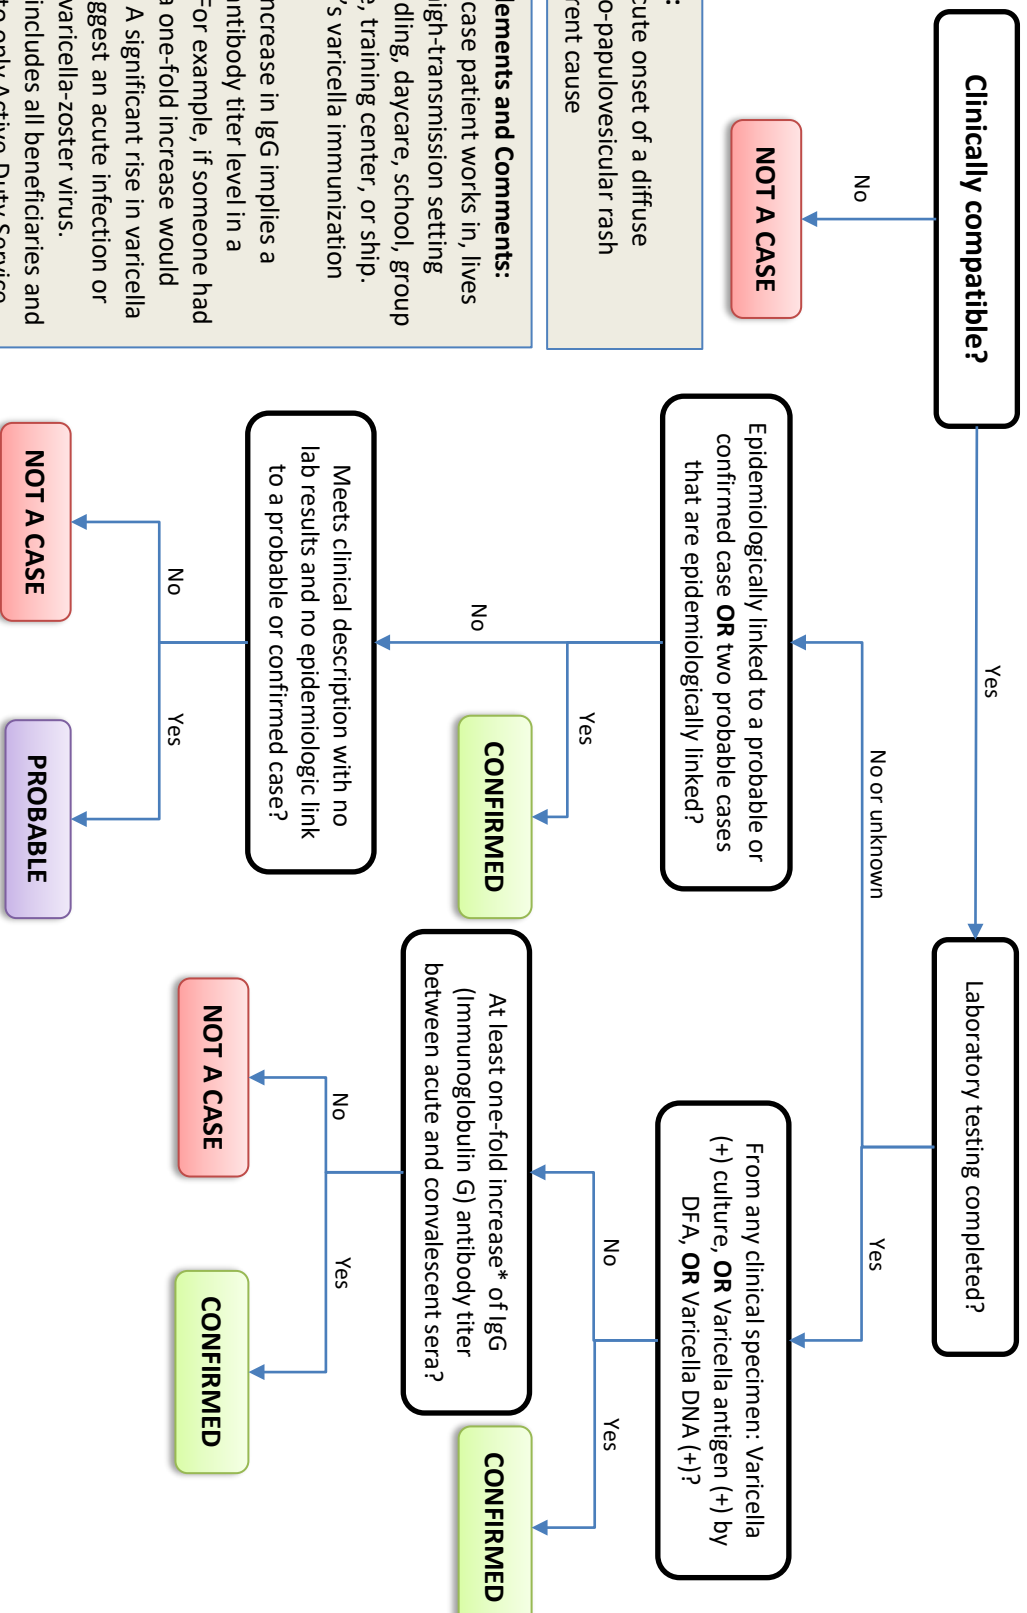 Clinically compatible?
No
NOT A CASE
Yes
Laboratory testing completed?
No or unknown
Yes
Epidemiologically linked to a probable or
confirmed case OR two probable cases
that are epidemiologically linked?
No
Yes
CONFIRMED
Meets clinical description with no
lab results and no epidemiologic link
to a probable or confirmed case?
No
Yes
NOT A CASE
PROBABLE
From any clinical specimen: Varicella
(+) culture, OR Varicella antigen (+) by
DFA, OR Varicella DNA (+)?
No
Yes
CONFIRMED
At least one-fold increase* of IgG
(Immunoglobulin G) antibody titer
between acute and convalescent sera?
No
Yes
NOT A CASE
CONFIRMED
:
cute onset of a diffuse
o-papulovesicular rash
rent cause
lements and Comments:
case patient works in, lives
high-transmission setting
dling, daycare, school, group
e, training center, or ship.
's varicella immunization
ncrease in IgG implies a
antibody titer level in a
For example, if someone had
a one-fold increase would
A significant rise in varicella
ggest an acute infection or
varicella-zoster virus.
includes all beneficiaries and
to only Active Duty Service